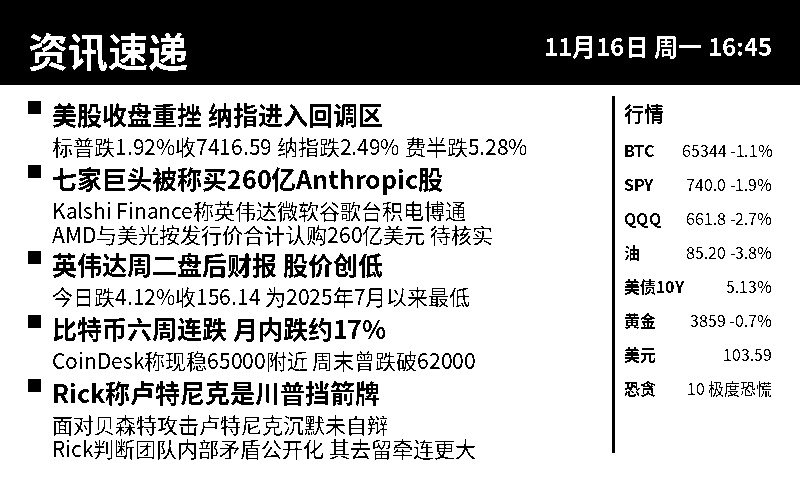 资讯速递
11月16日 周一 16:45
美股收盘重挫 纳指进入回调区
标普跌1.92%收7416.59 纳指跌2.49% 费半跌5.28%
七家巨头被称买260亿Anthropic股
Kalshi Finance称英伟达微软谷歌台积电博通
AMD与美光按发行价合计认购260亿美元 待核实
英伟达周二盘后财报 股价创低
今日跌4.12%收156.14 为2025年7月以来最低
比特币六周连跌 月内跌约17%
CoinDesk称现稳65000附近 周末曾跌破62000
Rick称卢特尼克是川普挡箭牌
面对贝森特攻击卢特尼克沉默未自辩
Rick判断团队内部矛盾公开化 其去留牵连更大
行情
BTC 65344 -1.1%
SPY 740.0 -1.9%
QQQ 661.8 -2.7%
油 85.20 -3.8%
美债10Y 5.13%
黄金 3859 -0.7%
美元 103.59
恐贪 10 极度恐慌